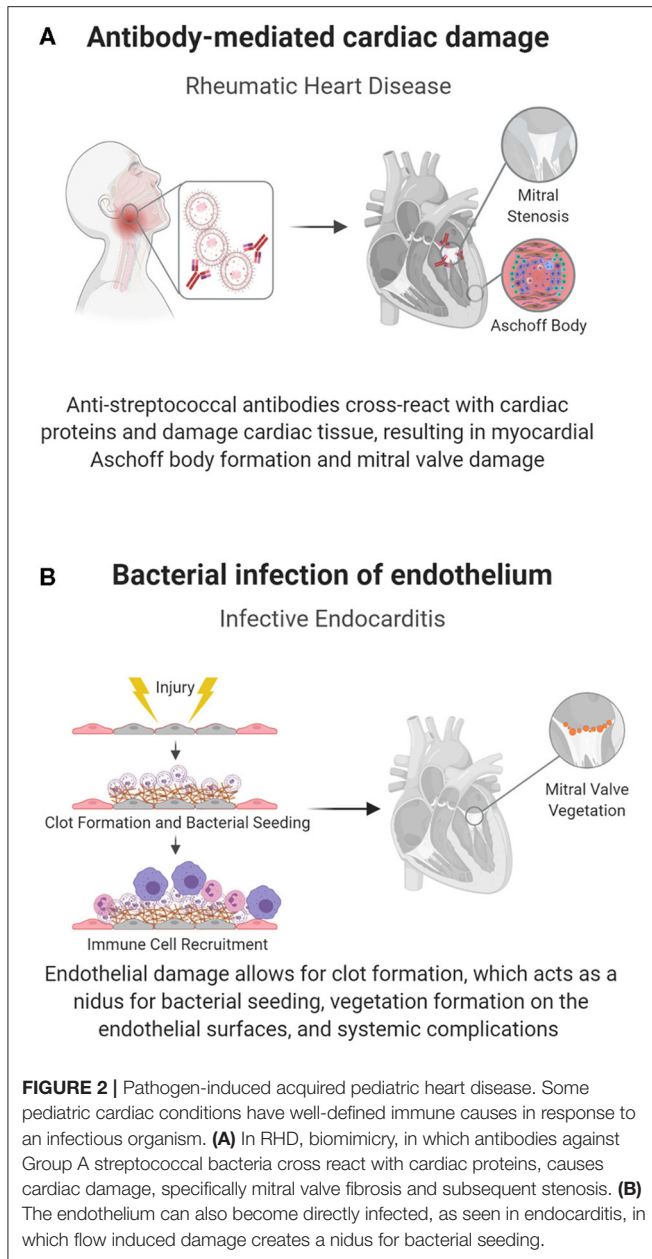 A Antibody-mediated cardiac damage
Rheumatic Heart Disease
Mitral
Stenosis
Aschoff Body
Anti-streptococcal antibodies cross-react with cardiac
proteins and damage cardiac tissue, resulting in myocardial
Aschoff body formation and mitral valve damage
B Bacterial infection of endothelium
Infective Endocarditis
Injury
Clot Formation and Bacterial Seeding
Immune Cell Recruitment
Mitral Valve
Vegetation
Endothelial damage allows for clot formation, which acts as a
nidus for bacterial seeding, vegetation formation on the
endothelial surfaces, and systemic complications
FIGURE 2 | Pathogen-induced acquired pediatric heart disease. Some
pediatric cardiac conditions have well-defined immune causes in response to
an infectious organism. (A) In RHD, biomimicry, in which antibodies against
Group A streptococcal bacteria cross react with cardiac proteins, causes
cardiac damage, specifically mitral valve fibrosis and subsequent stenosis. (B)
The endothelium can also become directly infected, as seen in endocarditis, in
which flow induced damage creates a nidus for bacterial seeding.